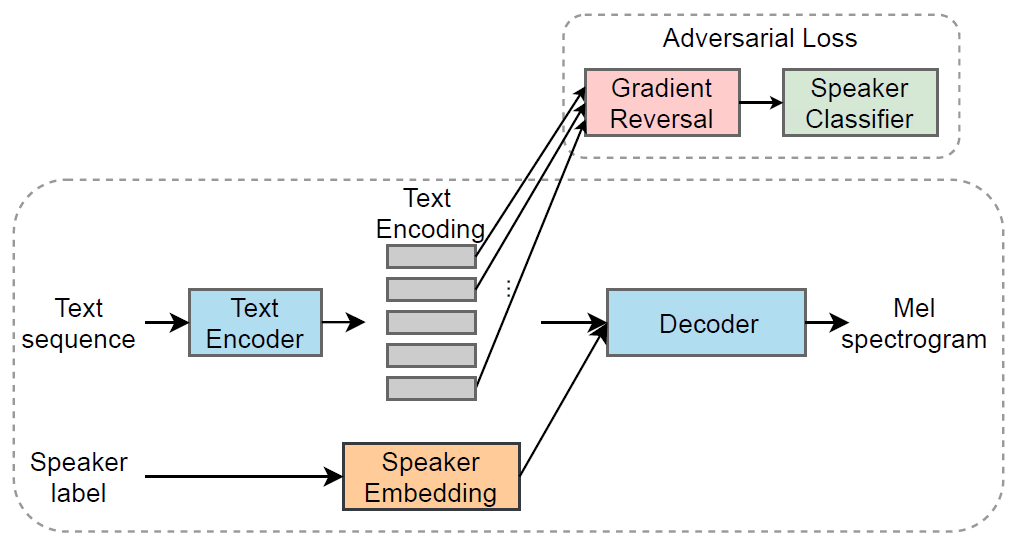 Adversarial Loss
Gradient
Reversal
Speaker
Classifier
Text
Encoding
Text
sequence
Text
Encoder
...
Decoder
Mel
spectrogram
Speaker
label
Speaker
Embedding